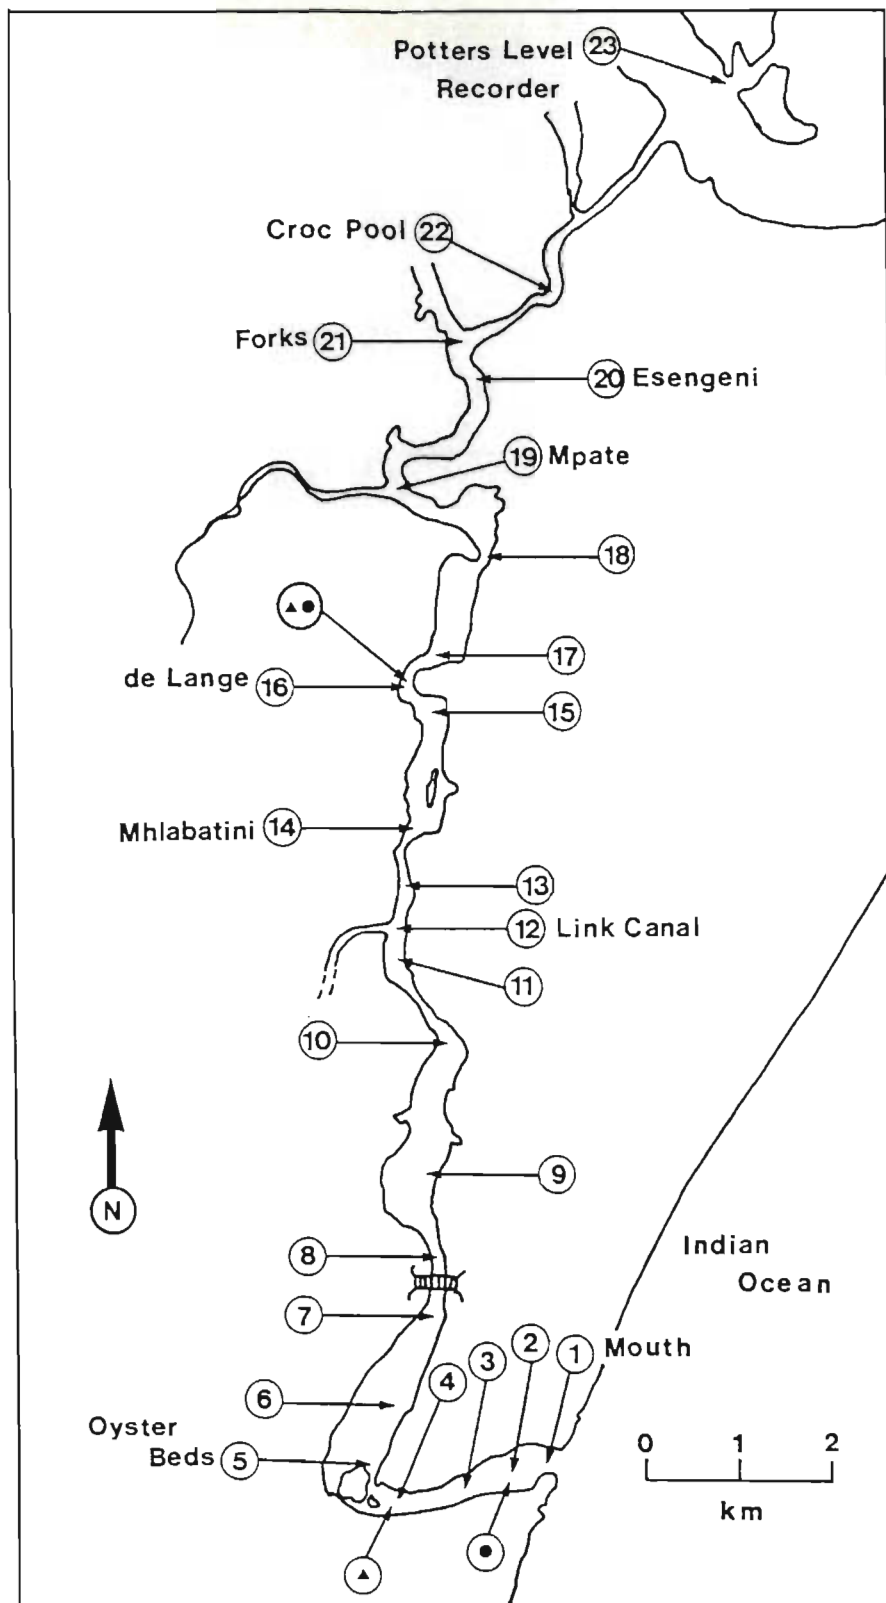 Potters Level 23
Recorder
Croc Pool 22
Forks 21
20 Esengeni
19 Mpate
18
17
de Lange 16
15
Mhlabatini 14
13
12 Link Canal
11
10
N
9
8
Indian
Ocean
7
1 Mouth
2
3
4
6
Oyster
Beds 5
0 1 2
km